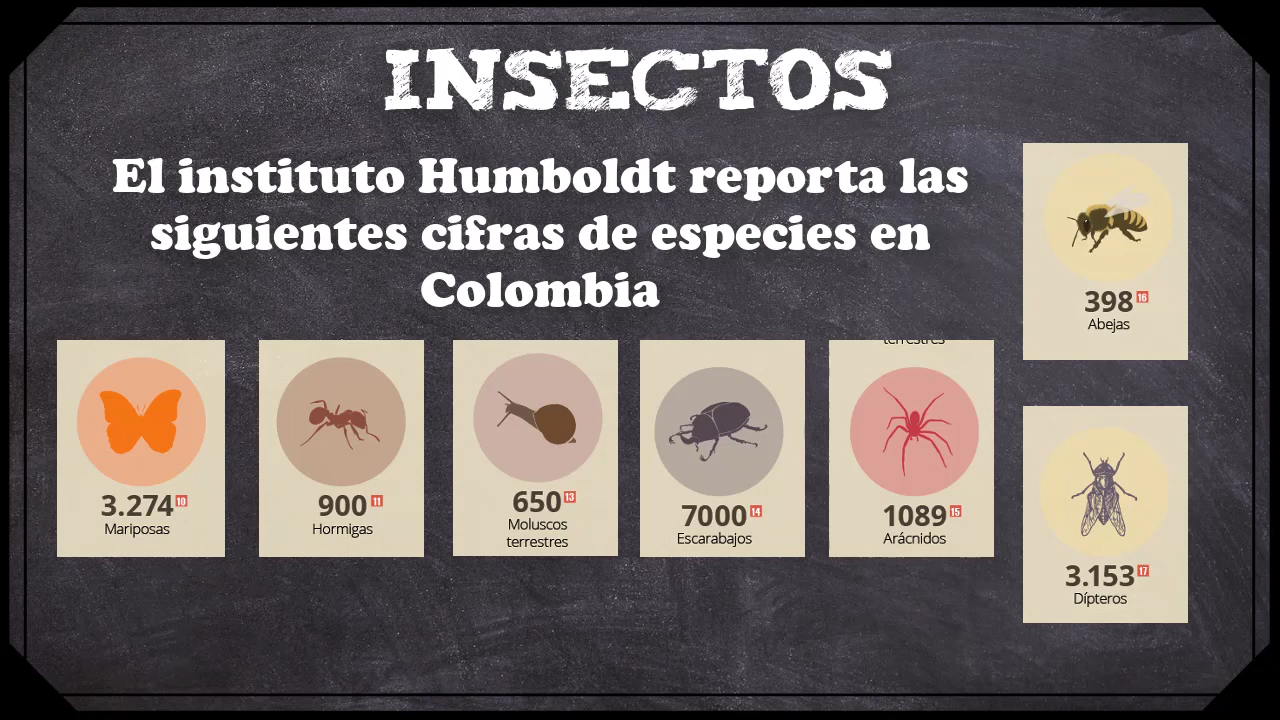 INSECTOS
El instituto Humboldt reporta las
siguientes cifras de especies en
Colombia
398 16
Abejas
3.274 10
Mariposas
900 11
Hormigas
650 13
Moluscos
terrestres
7000 14
Escarabajos
terrestres
1089 15
Arácnidos
3.153 17
Dípteros